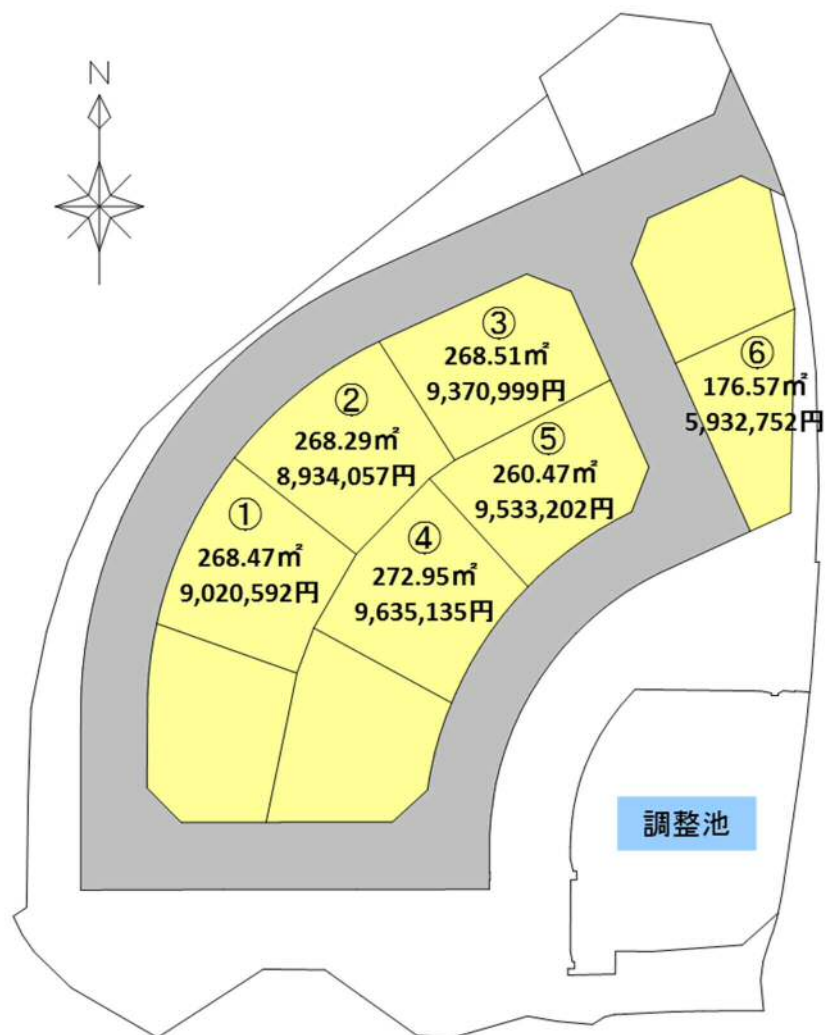 N
③
268.51㎡
9,370,999円
⑥
176.57㎡
5,932,752円
②
268.29㎡
8,934,057円
⑤
260.47㎡
9,533,202円
①
268.47㎡
9,020,592円
④
272.95㎡
9,635,135円
調整池